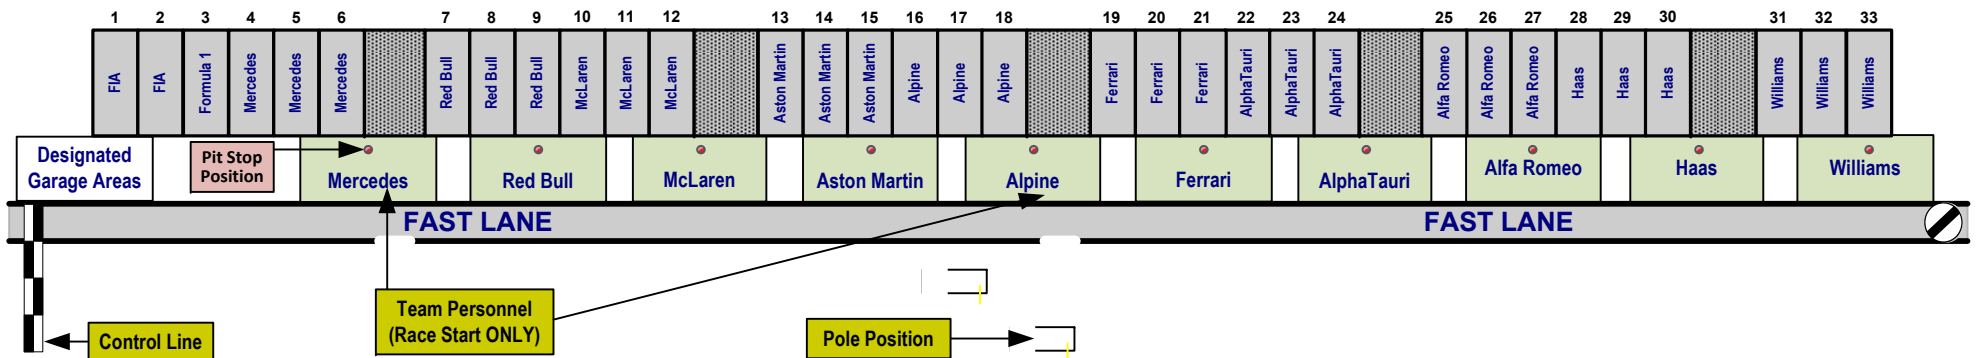 1 2 3 4 5 6 7 8 9 10 11 12 13 14 15 16 17 18 19 20 21 22 23 24 25 26 27 28 29 30 31 32 33
FIA
FIA
Formula 1
Mercedes
Mercedes
Mercedes
Red Bull
Red Bull
Red Bull
McLaren
McLaren
McLaren
Aston Martin
Aston Martin
Aston Martin
Alpine
Alpine
Alpine
Ferrari
Ferrari
Ferrari
AlphaTauri
AlphaTauri
AlphaTauri
Alfa Romeo
Alfa Romeo
Alfa Romeo
Haas
Haas
Haas
Williams
Williams
Williams
Designated
Garage Areas
Pit Stop
Position
Mercedes
Red Bull
McLaren
Aston Martin
Alpine
Ferrari
AlphaTauri
Alfa Romeo
Haas
Williams
FAST LANE
FAST LANE
Control Line
Team Personnel
(Race Start ONLY)
Pole Position